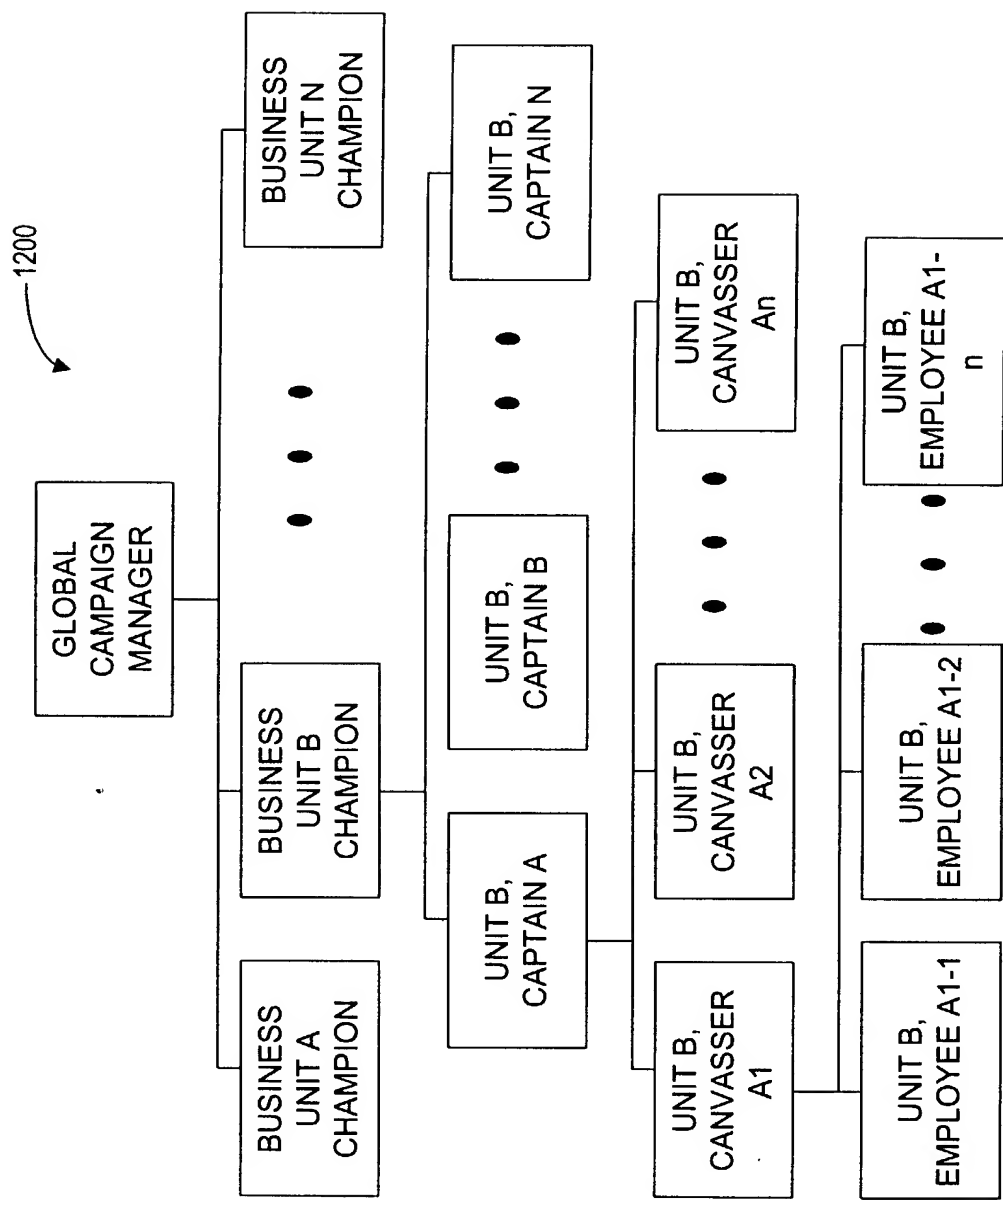 1200
GLOBAL
CAMPAIGN
MANAGER
BUSINESS
UNIT A
CHAMPION
BUSINESS
UNIT B
CHAMPION
BUSINESS
UNIT N
CHAMPION
UNIT B,
CAPTAIN A
UNIT B,
CAPTAIN B
UNIT B,
CAPTAIN N
UNIT B,
CANVASSER
A1
UNIT B,
CANVASSER
A2
UNIT B,
CANVASSER
An
UNIT B,
EMPLOYEE A1-1
UNIT B,
EMPLOYEE A1-2
UNIT B,
EMPLOYEE A1-
n